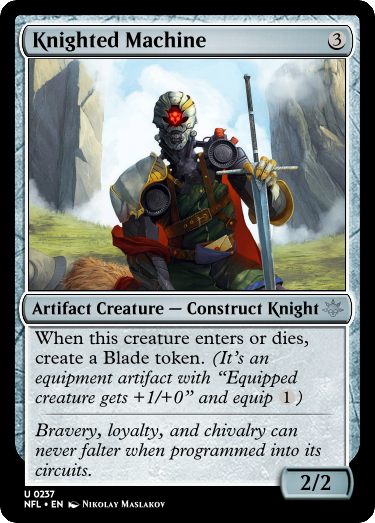 Knighted Machine 3
Artifact Creature — Construct Knight
When this creature enters or dies,
create a Blade token. (It's an
equipment artifact with “Equipped
creature gets +1/+0” and equip 1)
Bravery, loyalty, and chivalry can
never falter when programmed into its
circuits.
2/2
U 0237
NFL • EN Nikolay Maslakov